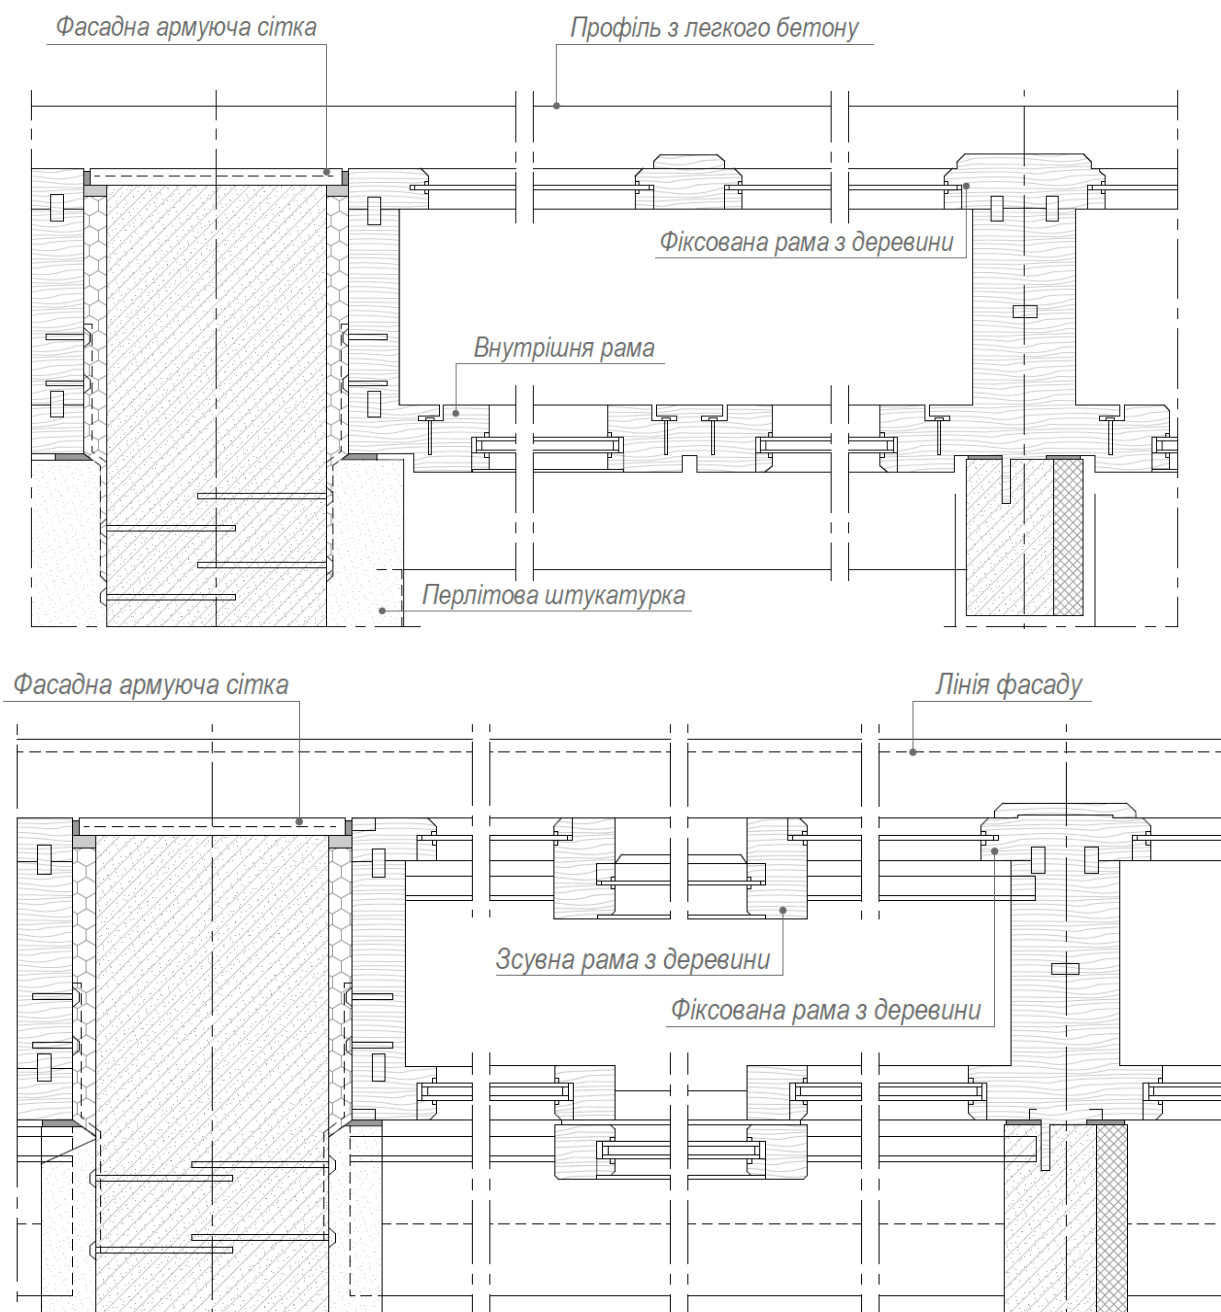 Фасадна армуюча сітка
Профіль з легкого бетону
Фіксована рама з деревини
Внутрішня рама
Перлітова штукатурка
Фасадна армуюча сітка
Лінія фасаду
Зсувна рама з деревини
Фіксована рама з деревини